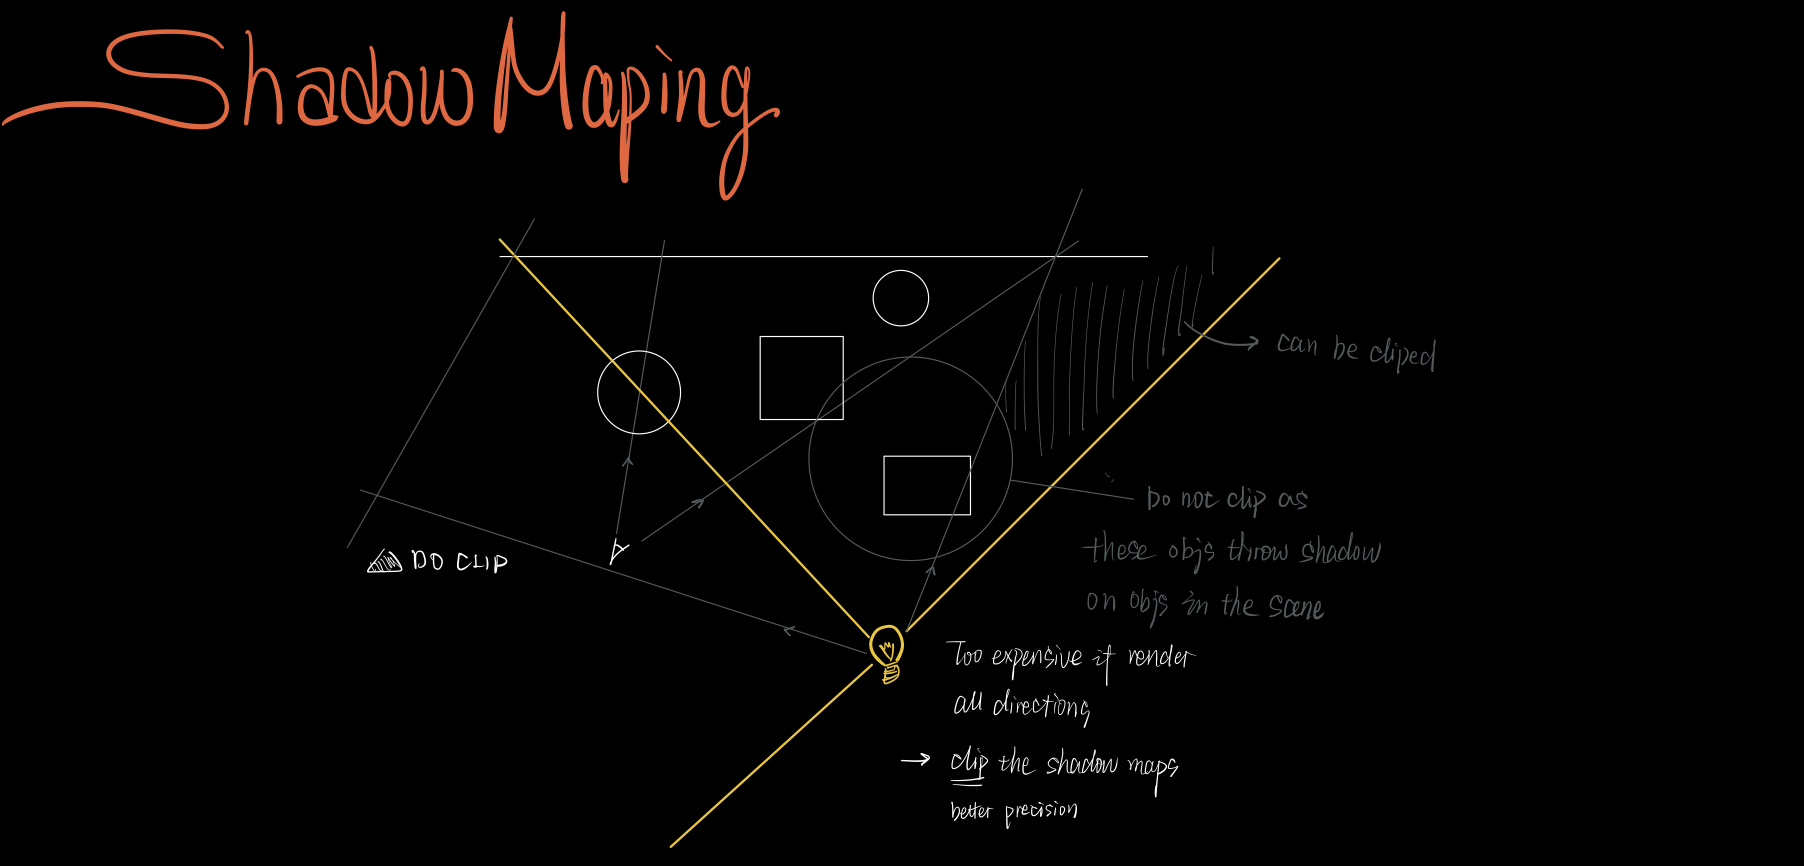 Shadow Maping
can be cliped
Do not clip as
these objs throw shadow
on objs in the scene
DO CLIP
Too expensive if render
all directions
→ clip the shadow maps
better precision